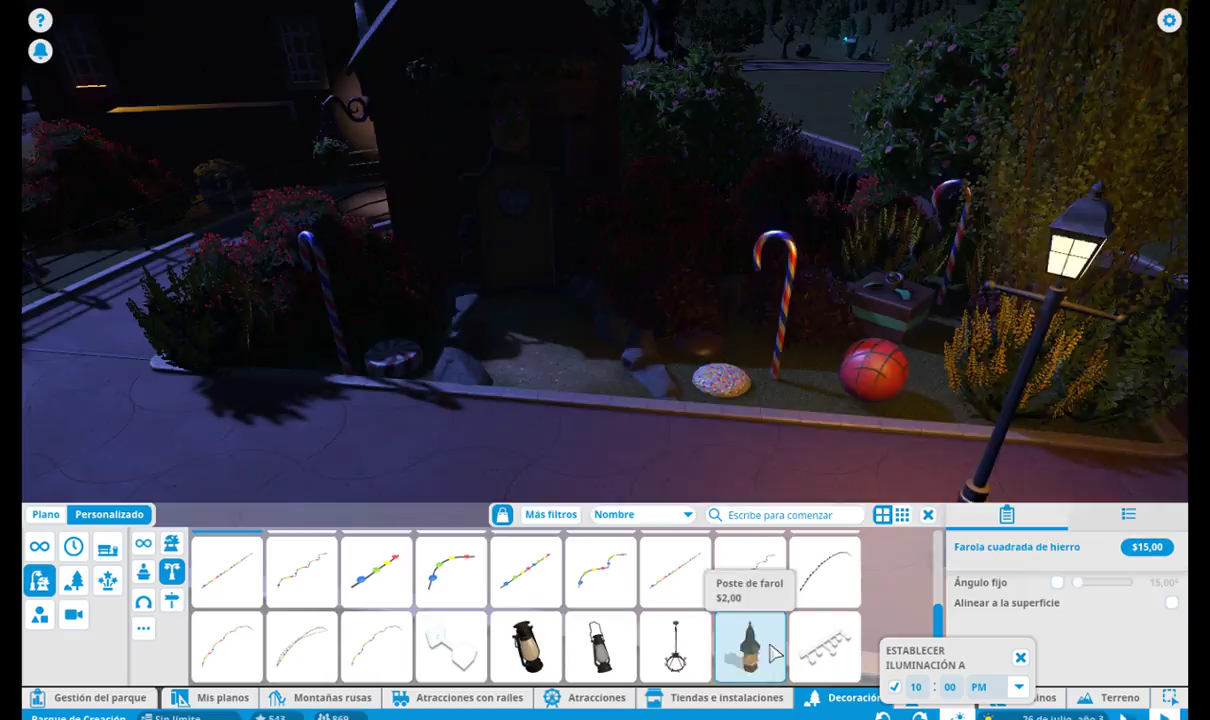 ?
Plano
Personalizado
Más filtros
Nombre
Escribe para comenzar
Farola cuadrada de hierro
$15,00
Ángulo fijo
15,00°
Alinear a la superficie
Poste de farol
$2,00
ESTABLECER
ILUMINACIÓN A
10 : 00 PM
Gestión del parque
Mis planos
Montañas rusas
Atracciones con raíles
Atracciones
Tiendas e instalaciones
Decoración
Terreno
Parque de Creación
Sin límite
543
869
26 de julio, año 3